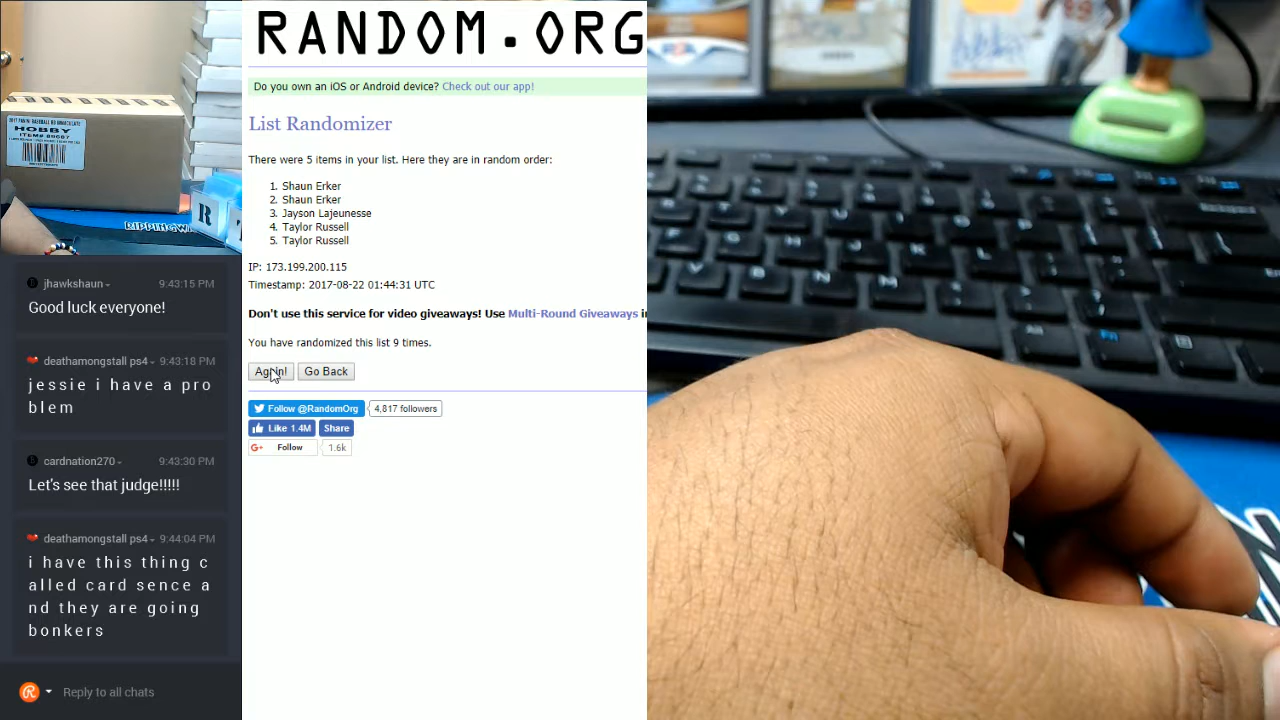 RANDOM.ORG
Do you own an iOS or Android device? Check out our app!
List Randomizer
There were 5 items in your list. Here they are in random order:
1. Shaun Erker
2. Shaun Erker
3. Jayson Lajeunesse
4. Taylor Russell
5. Taylor Russell
IP: 173.199.200.115
Timestamp: 2017-08-22 01:44:31 UTC
Don't use this service for video giveaways! Use Multi-Round Giveaways i
You have randomized this list 9 times.
Again! Go Back
Follow @RandomOrg 4,817 followers
Like 1.4M Share
G+ Follow 1.6k
HOBBY
RIPPINGW
R
jhawkshaun 9:43:15 PM
Good luck everyone!
deathamongstall ps4 9:43:18 PM
jessie i have a pro
blem
cardnation270 9:43:30 PM
Let's see that judge!!!!!
deathamongstall ps4 9:44:04 PM
i have this thing c
alled card sence a
nd they are going
bonkers
Reply to all chats